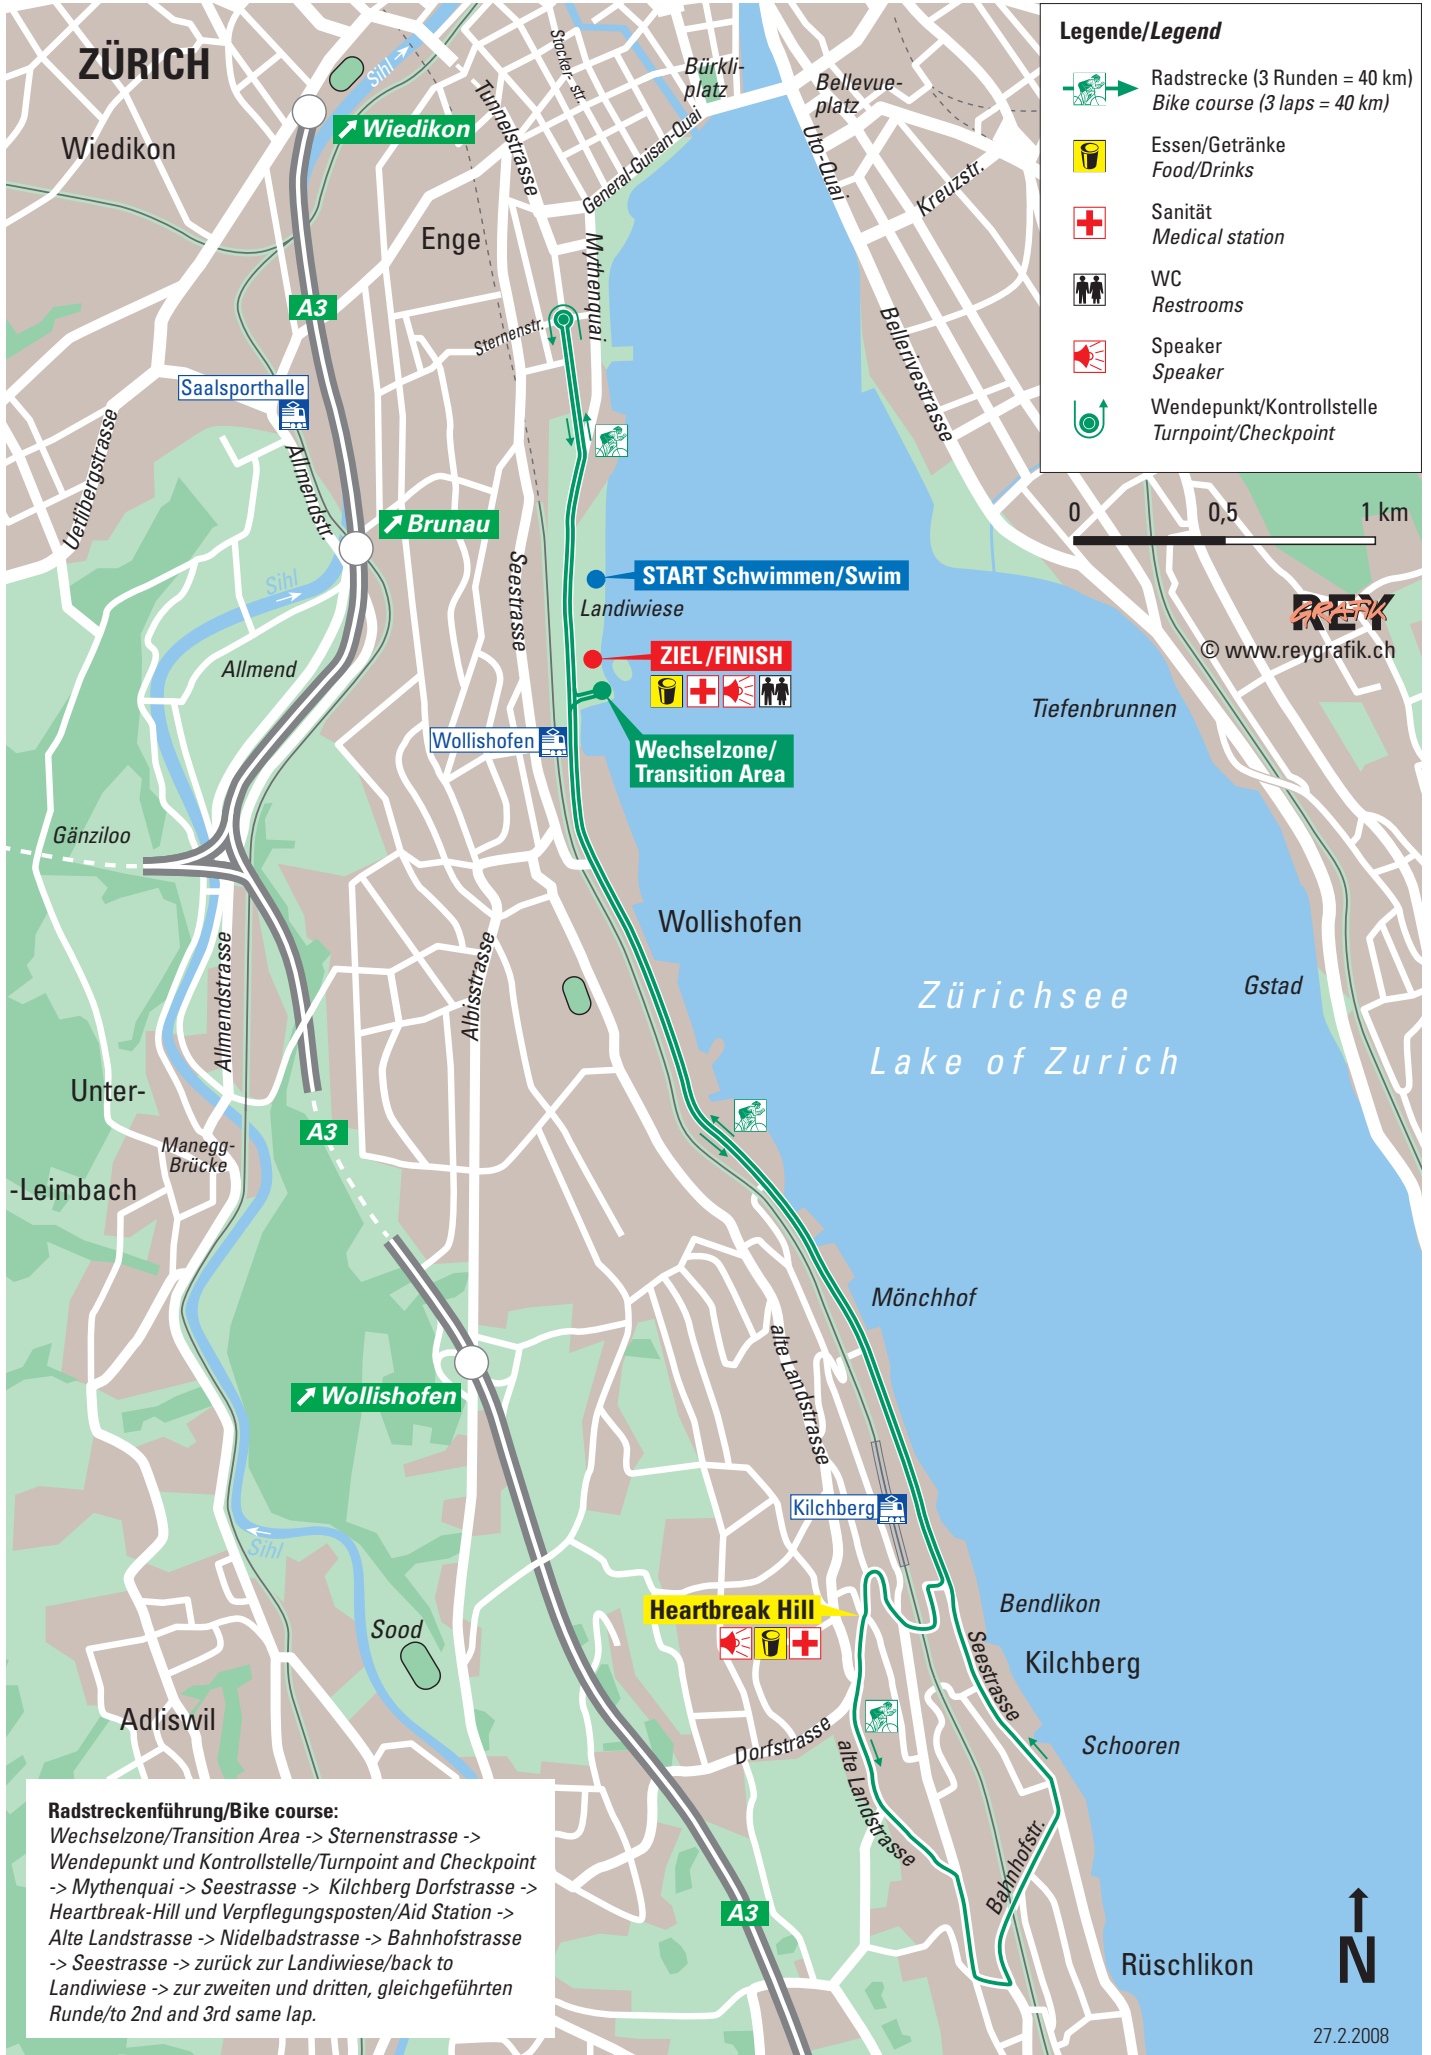 ZÜRICH
Wiedikon
Sihl
Wiedikon
Tunnelstrasse
Stocker-str.
Bürkli-
platz
Bellevue-
platz
General-Guisan-Quai
Uto-Quai
Kreuzstr.
Enge
Mythenquai
A3
Sternenstr.
Bellerivestrasse
Saalsporthalle
Uetlibergstrasse
Allmendstr.
Brunau
Seestrasse
Sihl
START Schwimmen/Swim
Landiwiese
ZIEL/FINISH
Allmend
Wollishofen
Wechselzone/
Transition Area
Tiefenbrunnen
Gänziloo
Wollishofen
Allmendstrasse
Albisstrasse
Zürichsee
Lake of Zurich
Gstad
Unter-
A3
Manegg-
Brücke
-Leimbach
Mönchhof
alte Landstrasse
Wollishofen
Kilchberg
Sihl
Heartbreak Hill
Bendlikon
Sood
Seestrasse
Kilchberg
Adliswil
Dorfstrasse
Schooren
alte Landstrasse
Bahnhofstr.
A3
Rüschlikon
N
27.2.2008
Legende/Legend
Radstrecke (3 Runden = 40 km)
Bike course (3 laps = 40 km)
Essen/Getränke
Food/Drinks
Sanität
Medical station
WC
Restrooms
Speaker
Speaker
Wendepunkt/Kontrollstelle
Turnpoint/Checkpoint
0 0,5 1 km
REY
GRAFIK
© www.reygrafik.ch
Radstreckenführung/Bike course:
Wechselzone/Transition Area -> Sternenstrasse ->
Wendepunkt und Kontrollstelle/Turnpoint and Checkpoint
-> Mythenquai -> Seestrasse -> Kilchberg Dorfstrasse ->
Heartbreak-Hill und Verpflegungsposten/Aid Station ->
Alte Landstrasse -> Nidelbadstrasse -> Bahnhofstrasse
-> Seestrasse -> zurück zur Landiwiese/back to
Landiwiese -> zur zweiten und dritten, gleichgeführten
Runde/to 2nd and 3rd same lap.